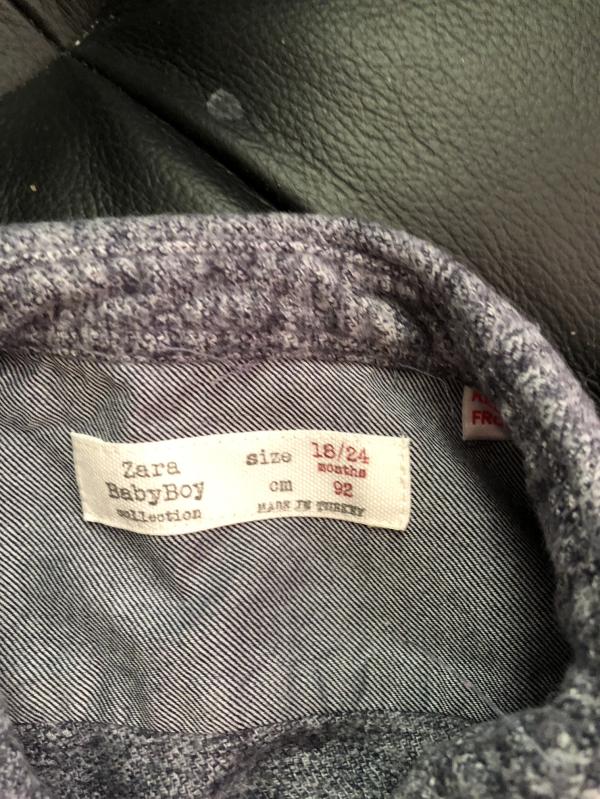 Zara
BabyBoy
collection
size 18/24
months
cm 92
MADE IN TURKEY